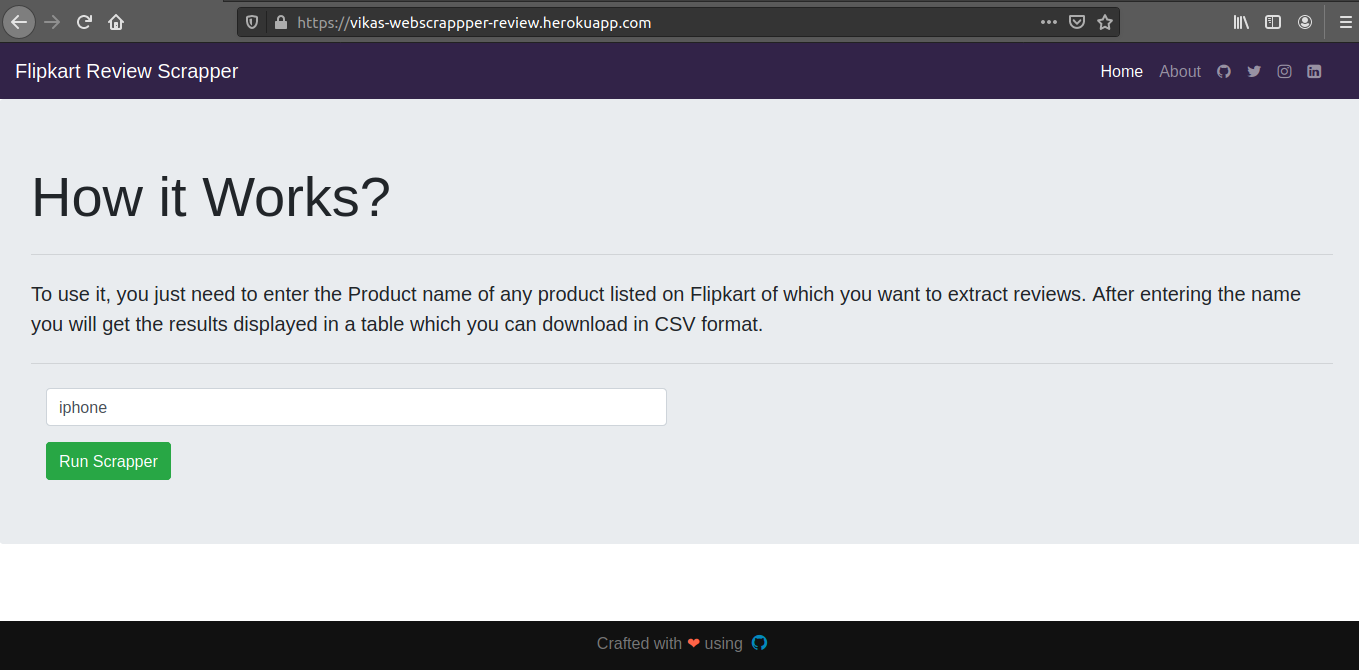 https://vikas-webscrappper-review.herokuapp.com
Flipkart Review Scrapper
Home About
How it Works?
To use it, you just need to enter the Product name of any product listed on Flipkart of which you want to extract reviews. After entering the name
you will get the results displayed in a table which you can download in CSV format.
iphone
Run Scrapper
Crafted with ❤ using